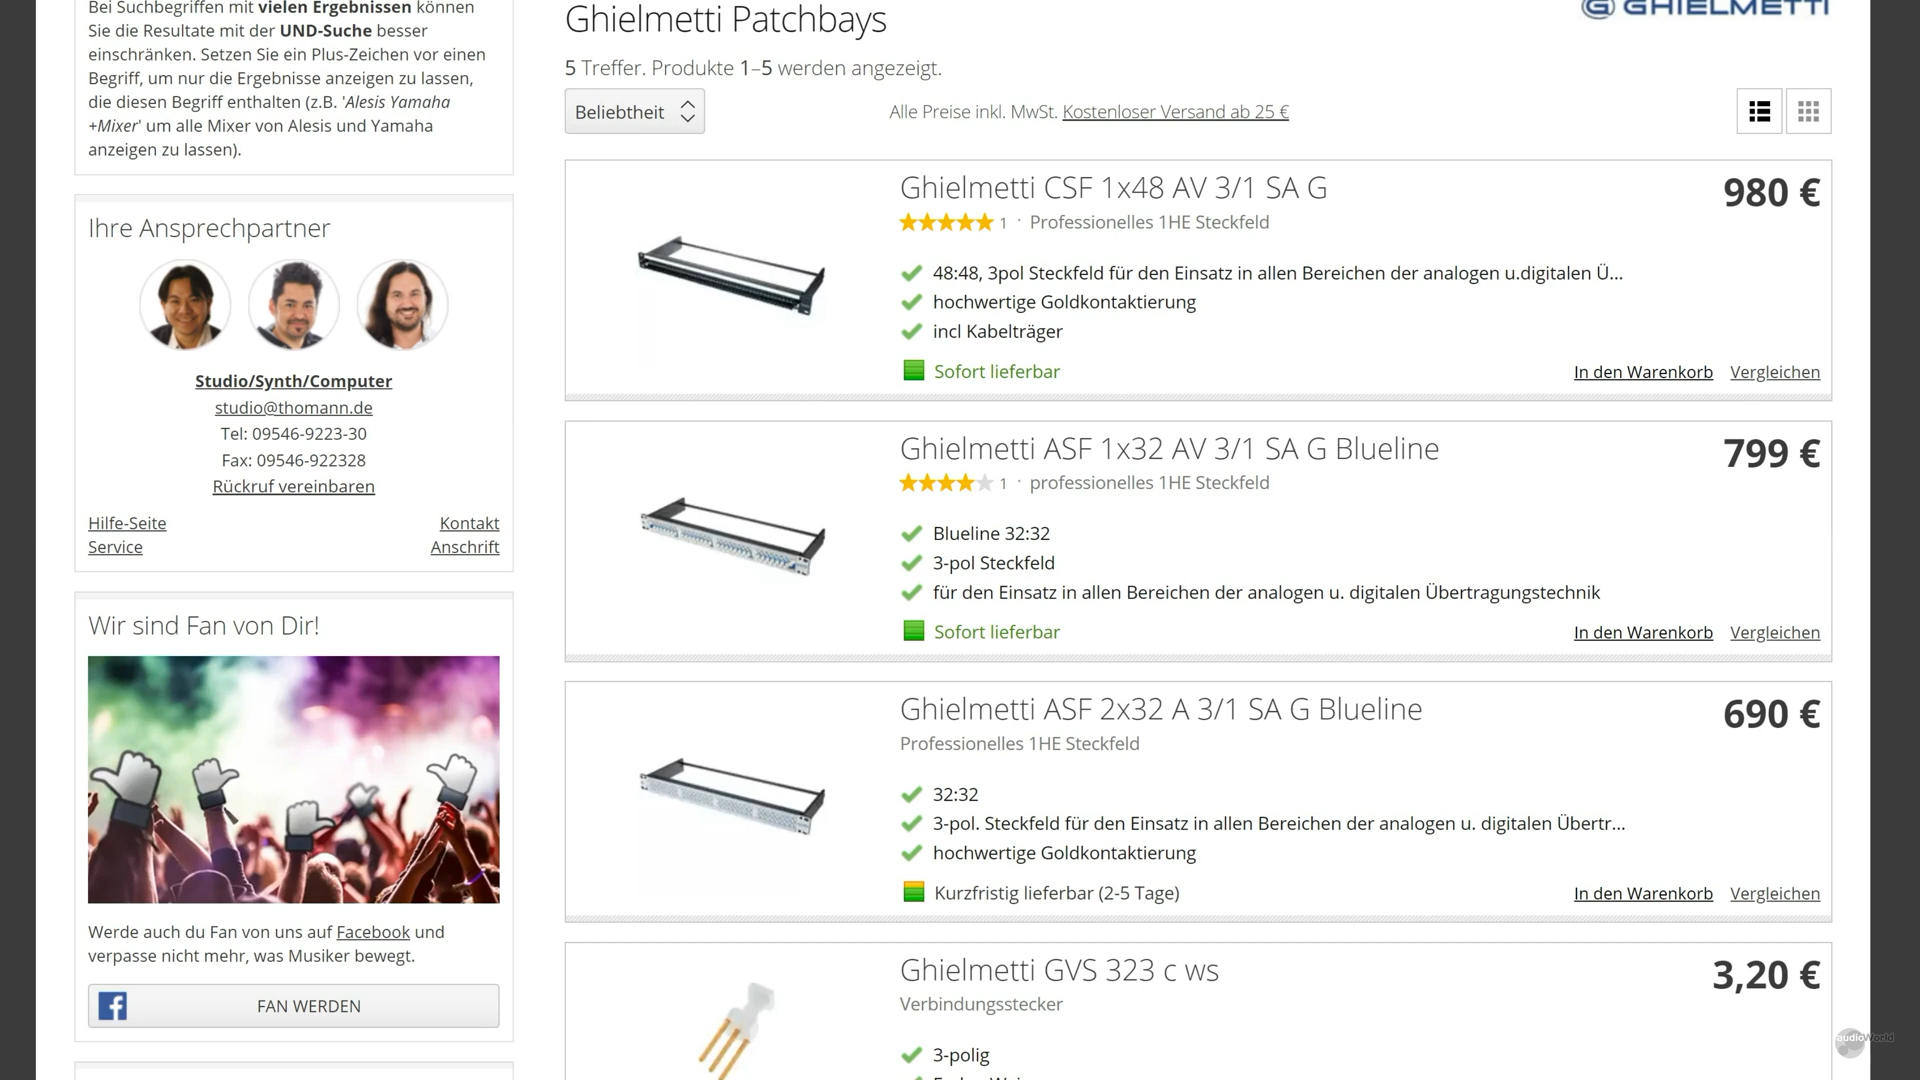 Bei Suchbegriffen mit vielen Ergebnissen können
Sie die Resultate mit der UND-Suche besser
einschränken. Setzen Sie ein Plus-Zeichen vor einen
Begriff, um nur die Ergebnisse anzeigen zu lassen,
die diesen Begriff enthalten (z.B. 'Alesis Yamaha
+Mixer' um alle Mixer von Alesis und Yamaha
anzeigen zu lassen).
Ihre Ansprechpartner
Studio/Synth/Computer
studio@thomann.de
Tel: 09546-9223-30
Fax: 09546-922328
Rückruf vereinbaren
Hilfe-Seite Kontakt
Service Anschrift
Wir sind Fan von Dir!
Werde auch du Fan von uns auf Facebook und
verpasse nicht mehr, was Musiker bewegt.
FAN WERDEN
Ghielmetti Patchbays
GHIELMETTI
5 Treffer. Produkte 1–5 werden angezeigt.
Beliebtheit
Alle Preise inkl. MwSt. Kostenloser Versand ab 25 €
Ghielmetti CSF 1x48 AV 3/1 SA G
980 €
1 · Professionelles 1HE Steckfeld
48:48, 3pol Steckfeld für den Einsatz in allen Bereichen der analogen u.digitalen Ü...
hochwertige Goldkontaktierung
incl Kabelträger
Sofort lieferbar
In den Warenkorb Vergleichen
Ghielmetti ASF 1x32 AV 3/1 SA G Blueline
799 €
1 · professionelles 1HE Steckfeld
Blueline 32:32
3-pol Steckfeld
für den Einsatz in allen Bereichen der analogen u. digitalen Übertragungstechnik
Sofort lieferbar
In den Warenkorb Vergleichen
Ghielmetti ASF 2x32 A 3/1 SA G Blueline
690 €
Professionelles 1HE Steckfeld
32:32
3-pol. Steckfeld für den Einsatz in allen Bereichen der analogen u. digitalen Übertr...
hochwertige Goldkontaktierung
Kurzfristig lieferbar (2-5 Tage)
In den Warenkorb Vergleichen
Ghielmetti GVS 323 c ws
3,20 €
Verbindungsstecker
3-polig
audioWorld